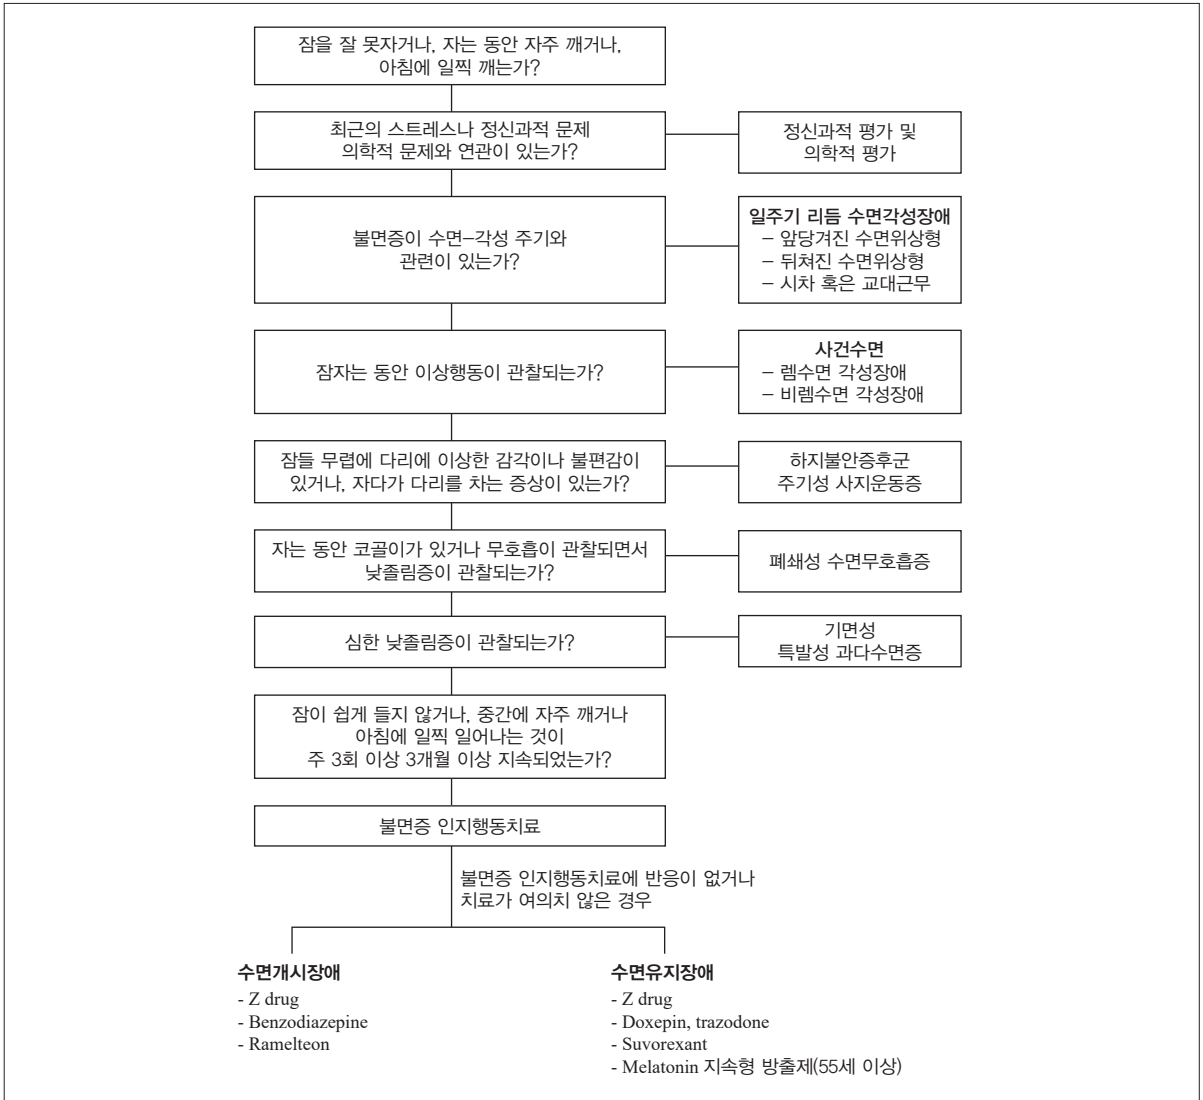 잠을 잘 못자거나, 자는 동안 자주 깨거나,
아침에 일찍 깨는가?
최근의 스트레스나 정신과적 문제
의학적 문제와 연관이 있는가?
정신과적 평가 및
의학적 평가
불면증이 수면–각성 주기와
관련이 있는가?
일주기 리듬 수면각성장애
– 앞당겨진 수면위상형
– 뒤쳐진 수면위상형
– 시차 혹은 교대근무
잠자는 동안 이상행동이 관찰되는가?
사건수면
– 렘수면 각성장애
– 비렘수면 각성장애
잠들 무렵에 다리에 이상한 감각이나 불편감이
있거나, 자다가 다리를 차는 증상이 있는가?
하지불안증후군
주기성 사지운동증
자는 동안 코골이가 있거나 무호흡이 관찰되면서
낮졸림증이 관찰되는가?
폐쇄성 수면무호흡증
심한 낮졸림증이 관찰되는가?
기면성
특발성 과다수면증
잠이 쉽게 들지 않거나, 중간에 자주 깨거나
아침에 일찍 일어나는 것이
주 3회 이상 3개월 이상 지속되었는가?
불면증 인지행동치료
불면증 인지행동치료에 반응이 없거나
치료가 여의치 않은 경우
수면개시장애
- Z drug
- Benzodiazepine
- Ramelteon
수면유지장애
- Z drug
- Doxepin, trazodone
- Suvorexant
- Melatonin 지속형 방출제(55세 이상)